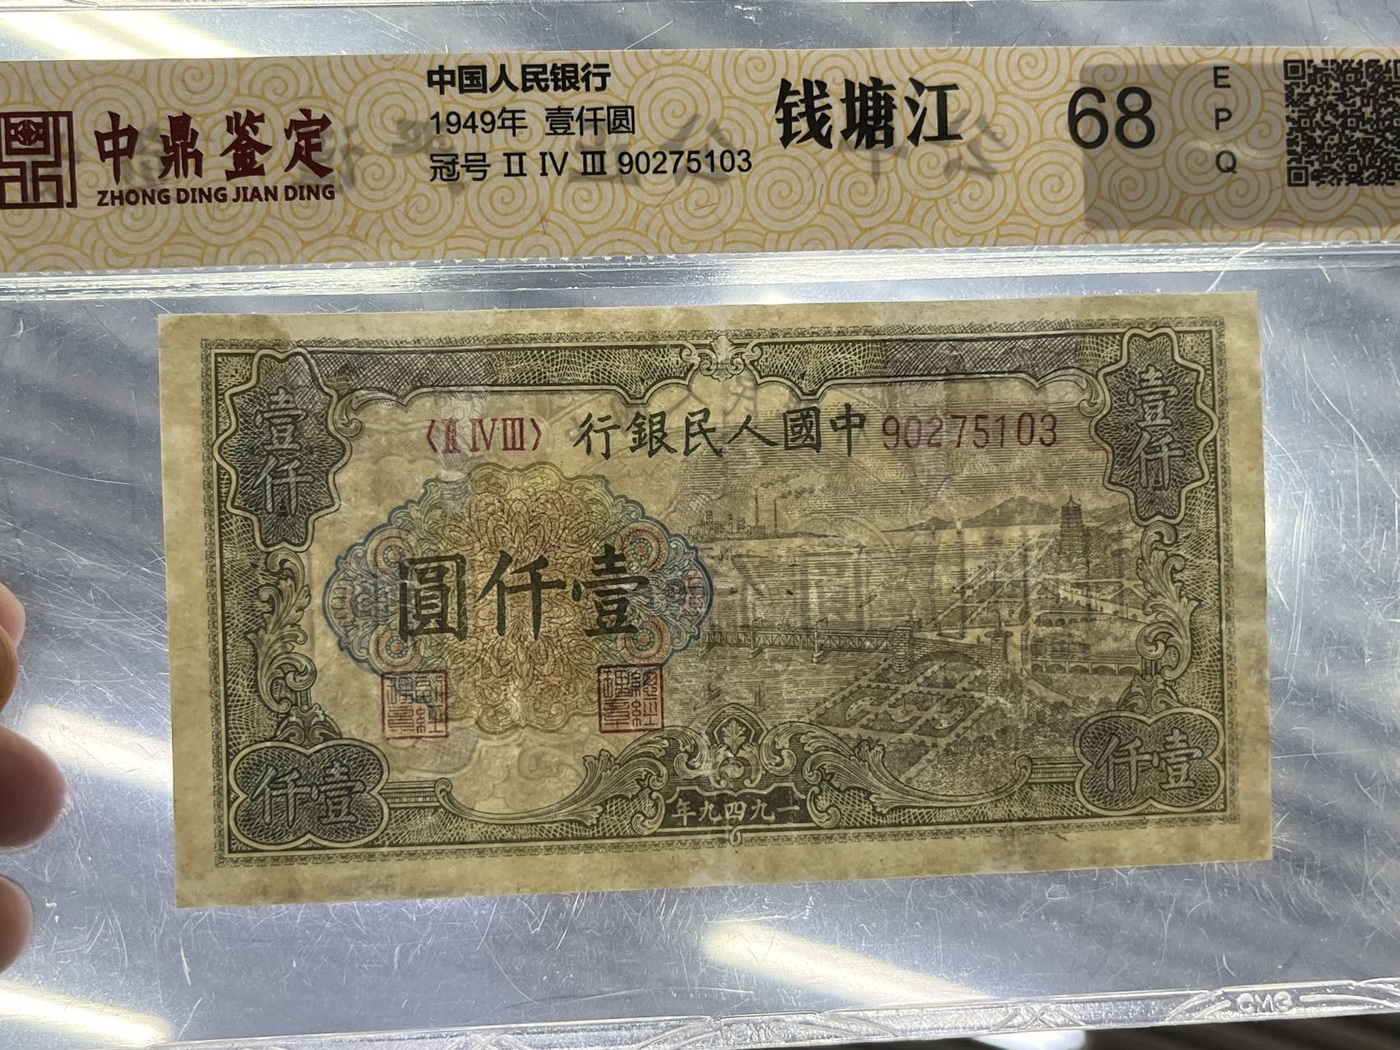 中国人民银行
1949年 壹仟圆
冠号 Ⅱ Ⅳ Ⅲ 90275103
钱塘江
68
EPQ
中鼎鉴定
ZHONG DING JIAN DING
壹仟
壹仟
〈Ⅱ Ⅳ Ⅲ〉
行銀民人國中
90275103
圓仟壹
仟壹
仟壹
年九四九一
CMG